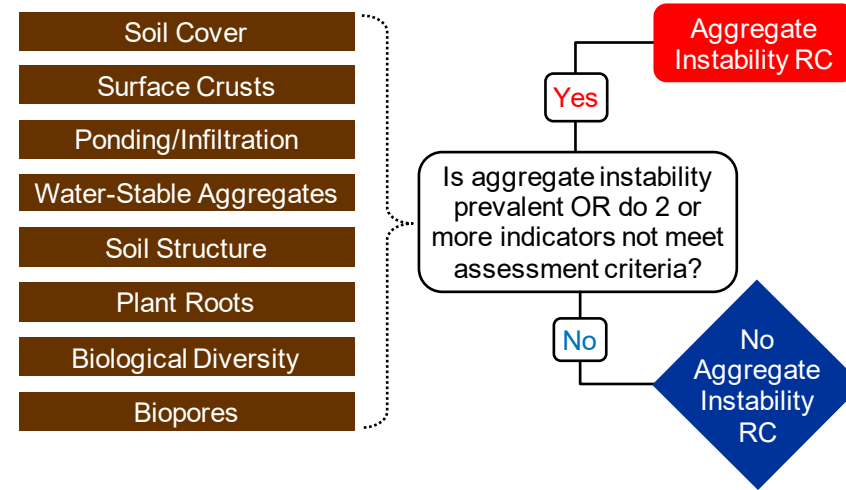 Soil Cover
Surface Crusts
Ponding/Infiltration
Water-Stable Aggregates
Soil Structure
Plant Roots
Biological Diversity
Biopores
Aggregate
Instability RC
Yes
Is aggregate instability
prevalent OR do 2 or
more indicators not meet
assessment criteria?
No
No
Aggregate
Instability
RC